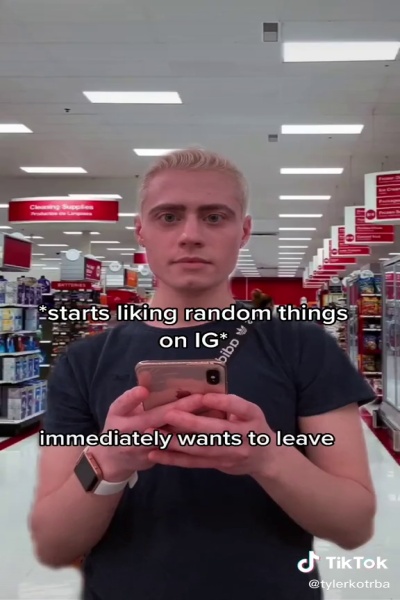 Cleaning Supplies
*starts liking random things
on IG*
immediately wants to leave
TikTok
@tylerkotrba